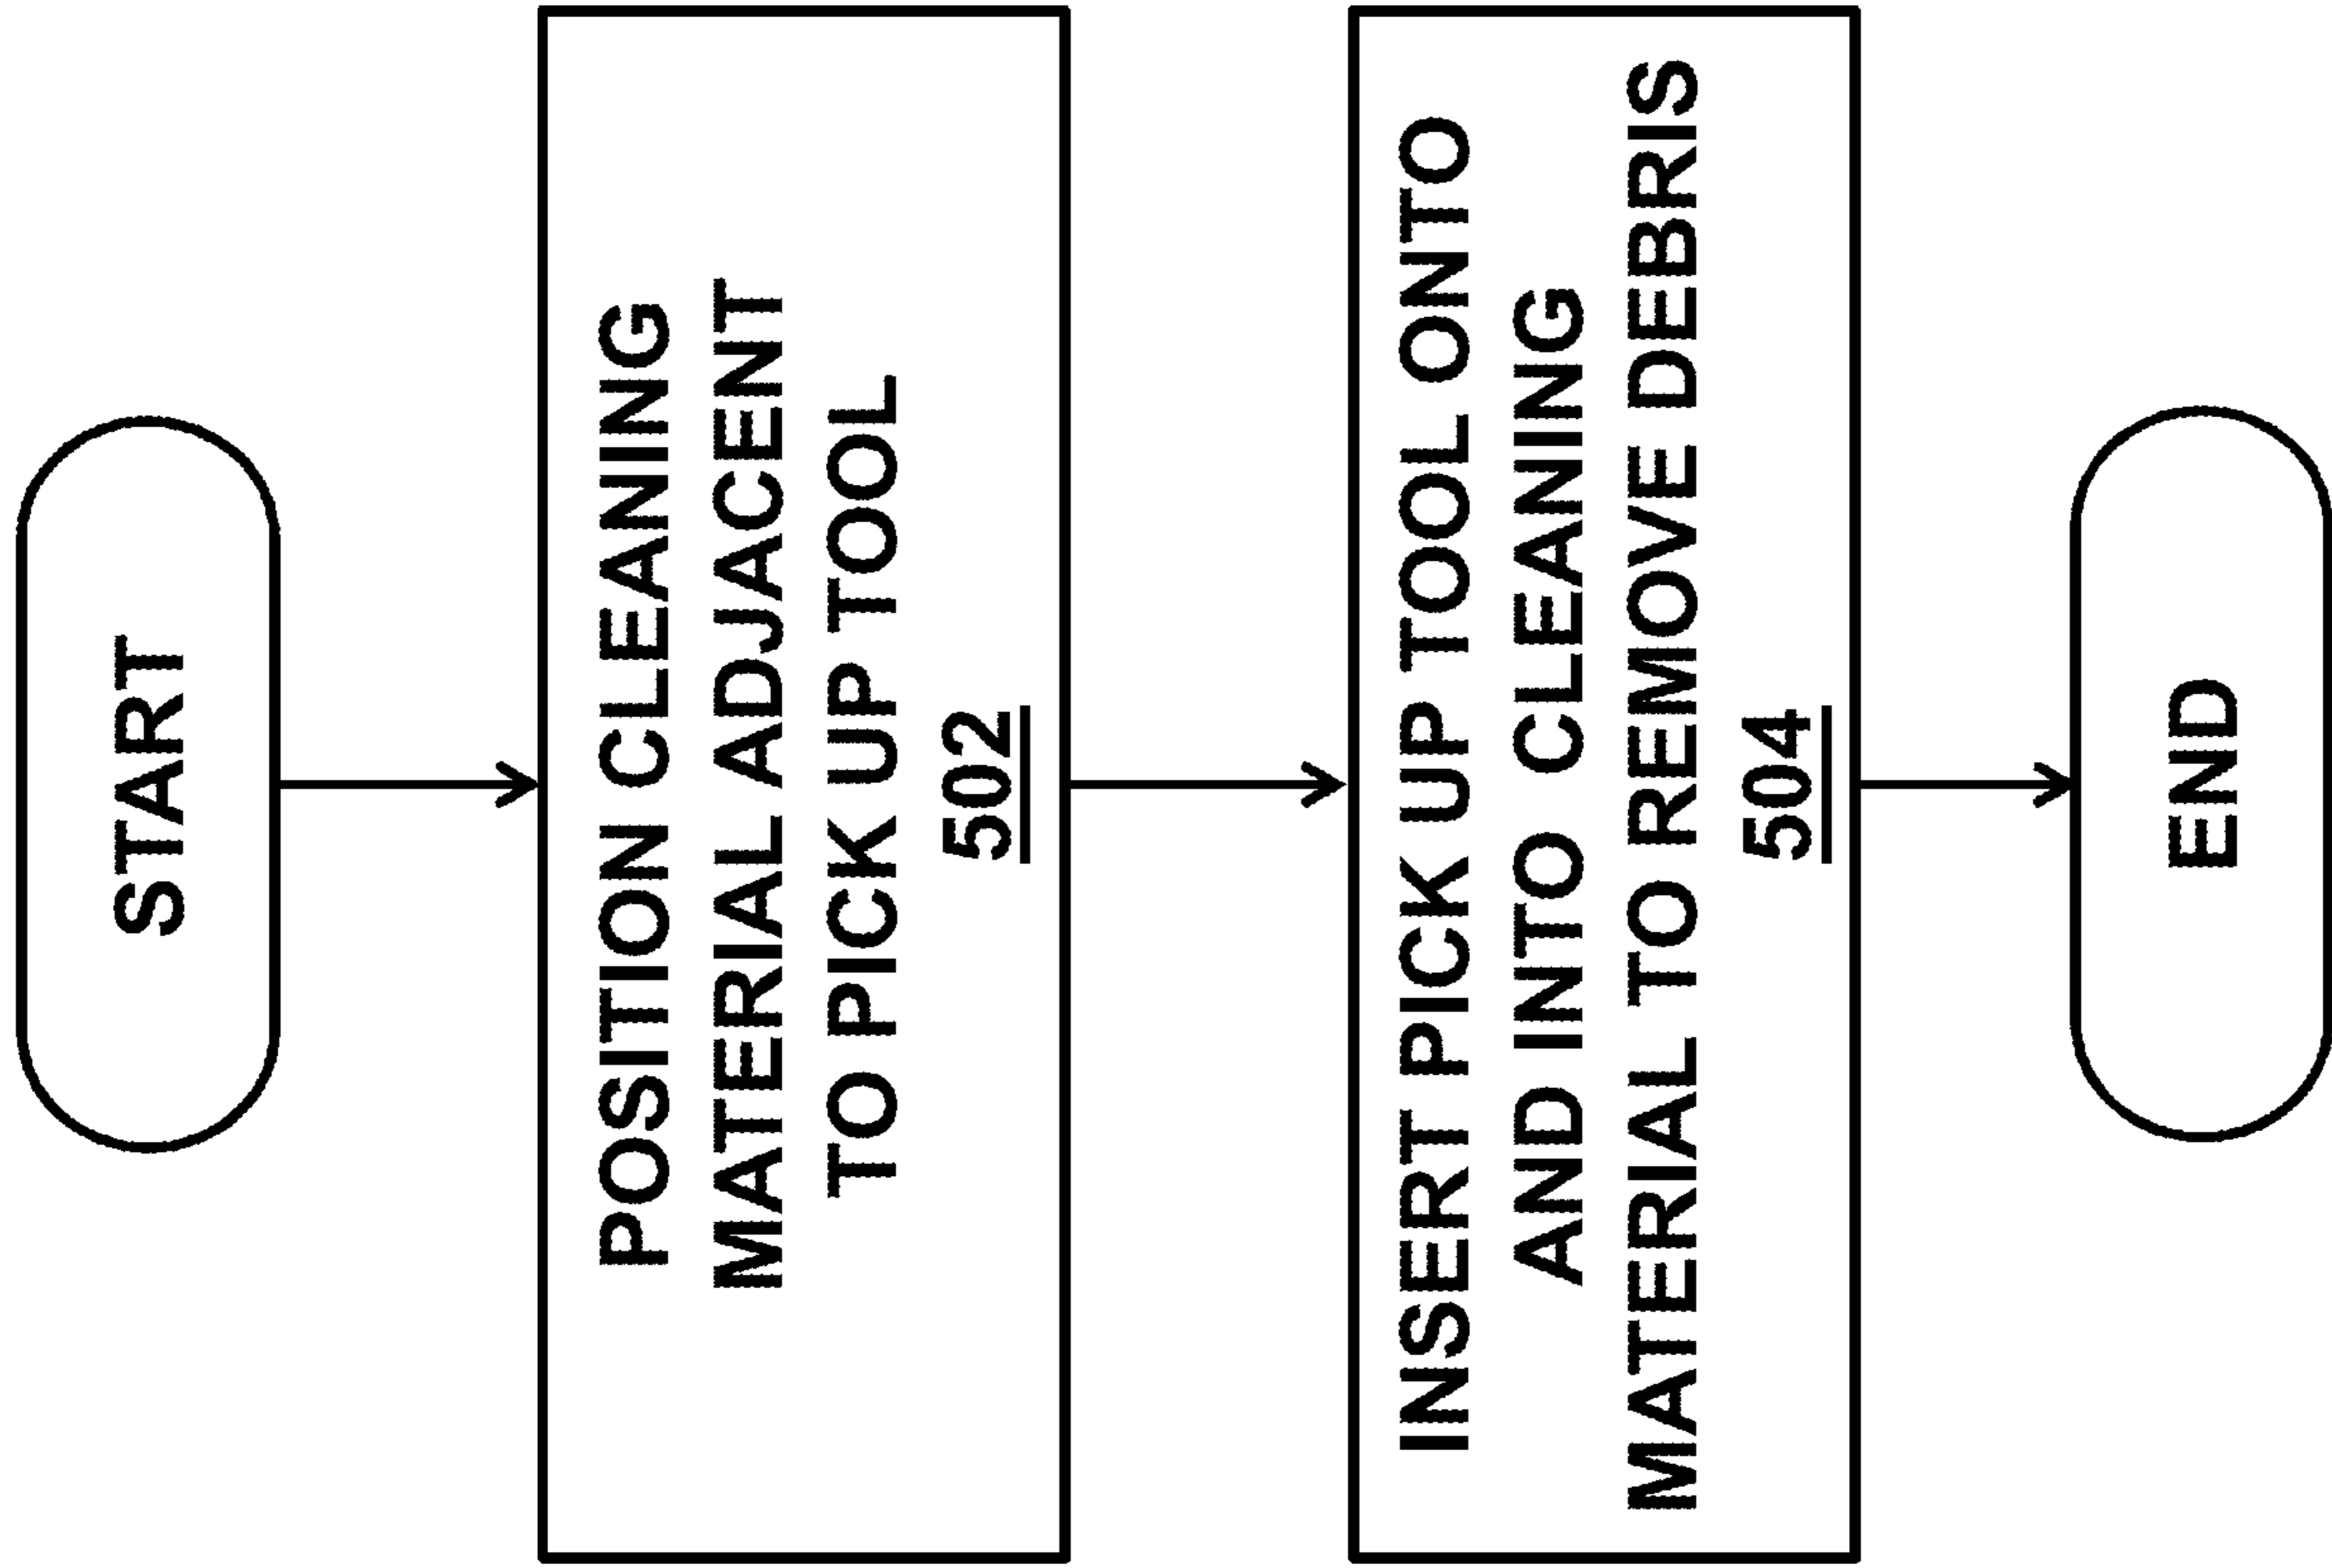 START
POSITION CLEANING
MATERIAL ADJACENT
TO PICK UP TOOL
502
INSERT PICK UP TOOL ONTO
AND INTO CLEANING
MATERIAL TO REMOVE DEBRIS
504
END